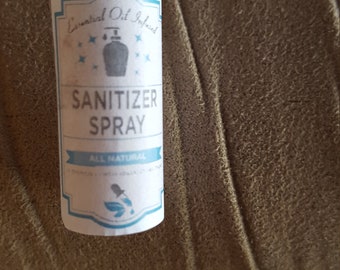 Essential Oil Infused
SANITIZER
SPRAY
ALL NATURAL